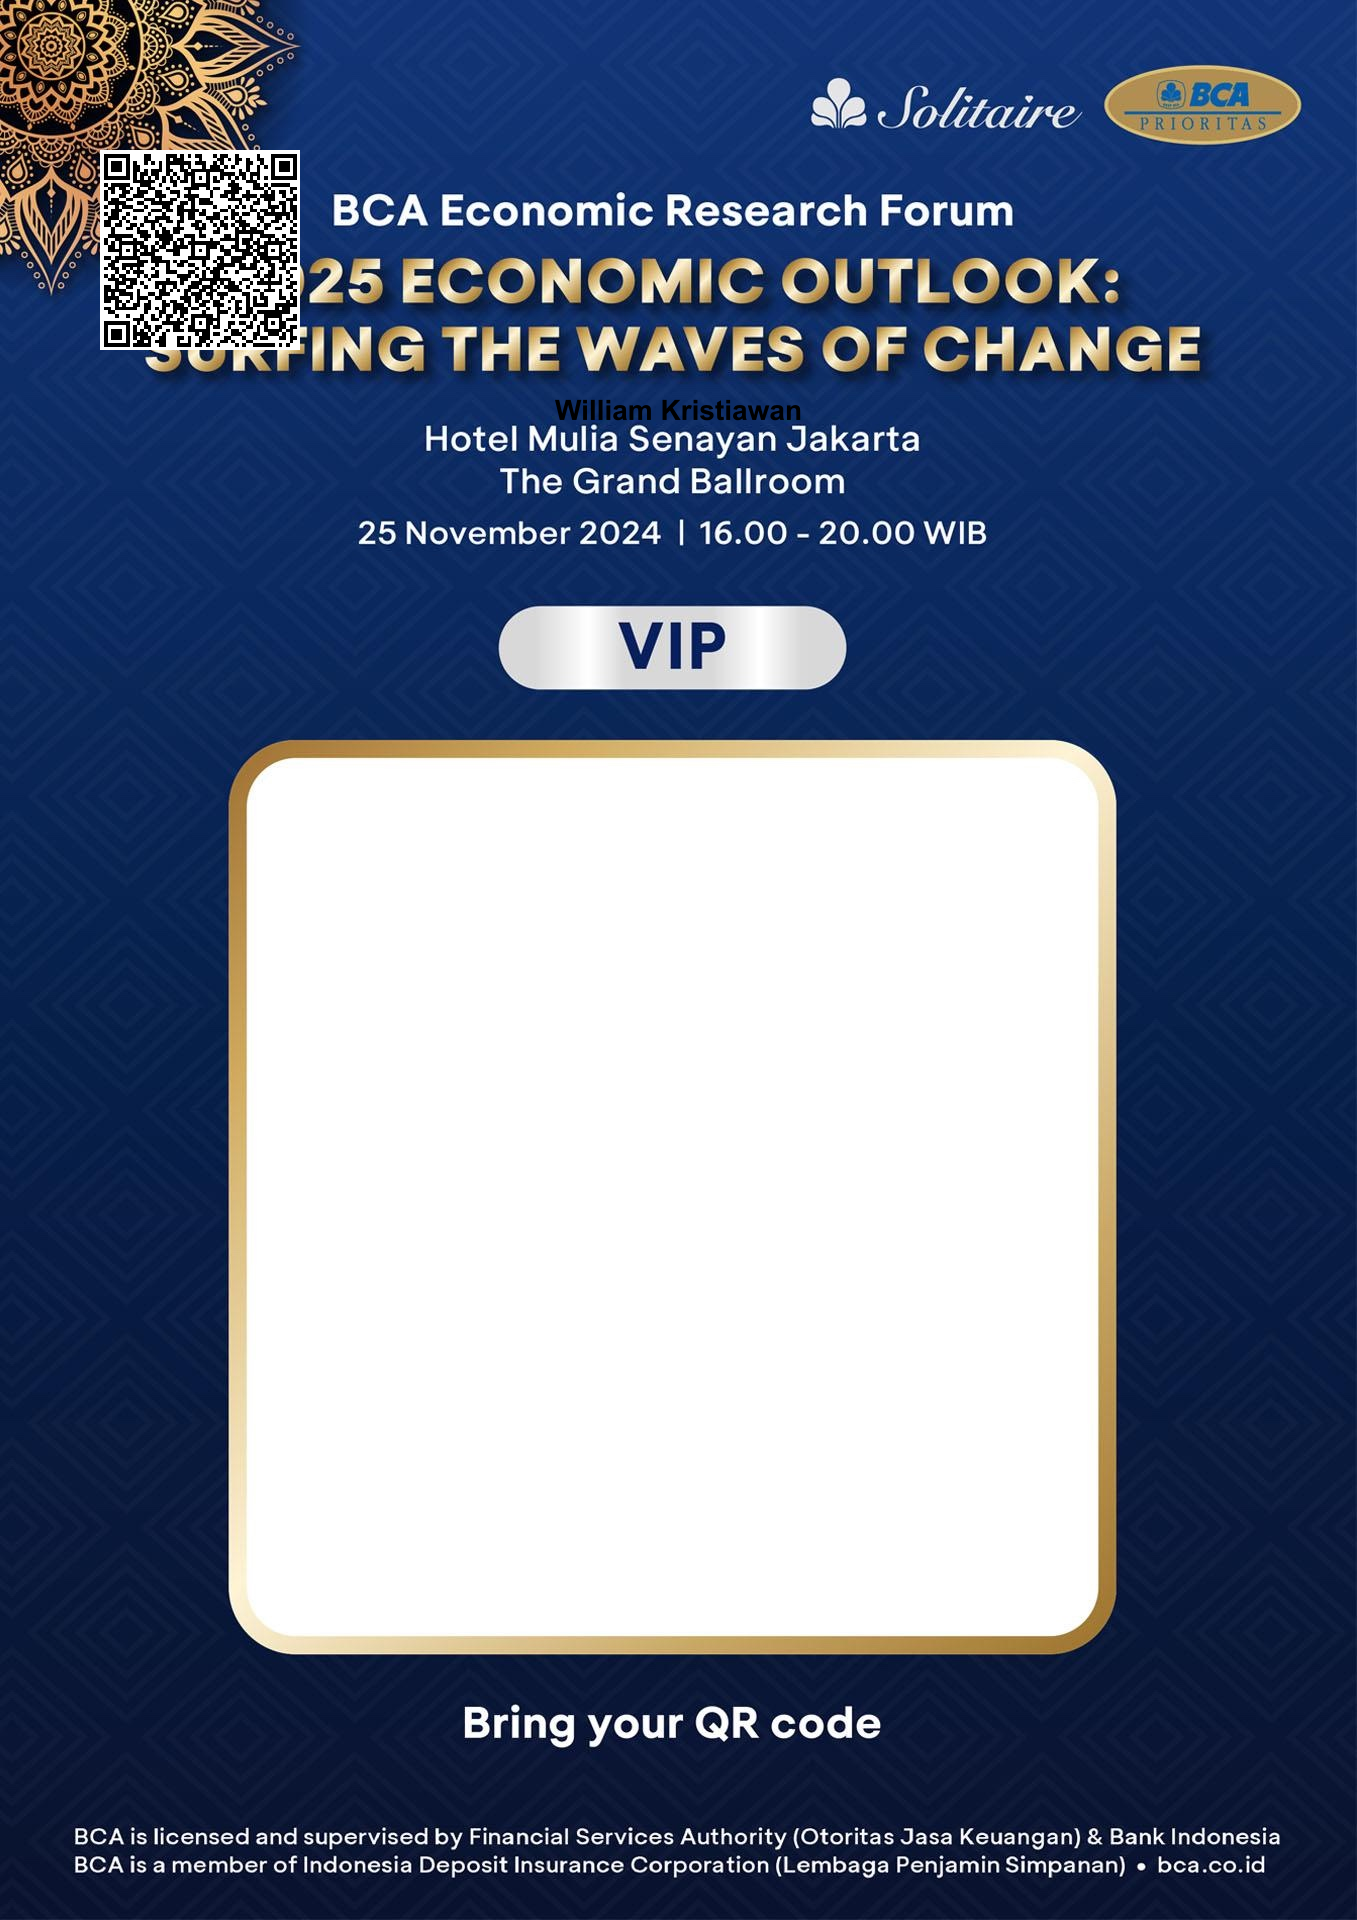 Solitaire
BCA
PRIORITAS
BCA Economic Research Forum
25 ECONOMIC OUTLOOK:
SURFING THE WAVES OF CHANGE
William Kristiawan
Hotel Mulia Senayan Jakarta
The Grand Ballroom
25 November 2024 | 16.00 - 20.00 WIB
VIP
Bring your QR code
BCA is licensed and supervised by Financial Services Authority (Otoritas Jasa Keuangan) & Bank Indonesia
BCA is a member of Indonesia Deposit Insurance Corporation (Lembaga Penjamin Simpanan) • bca.co.id